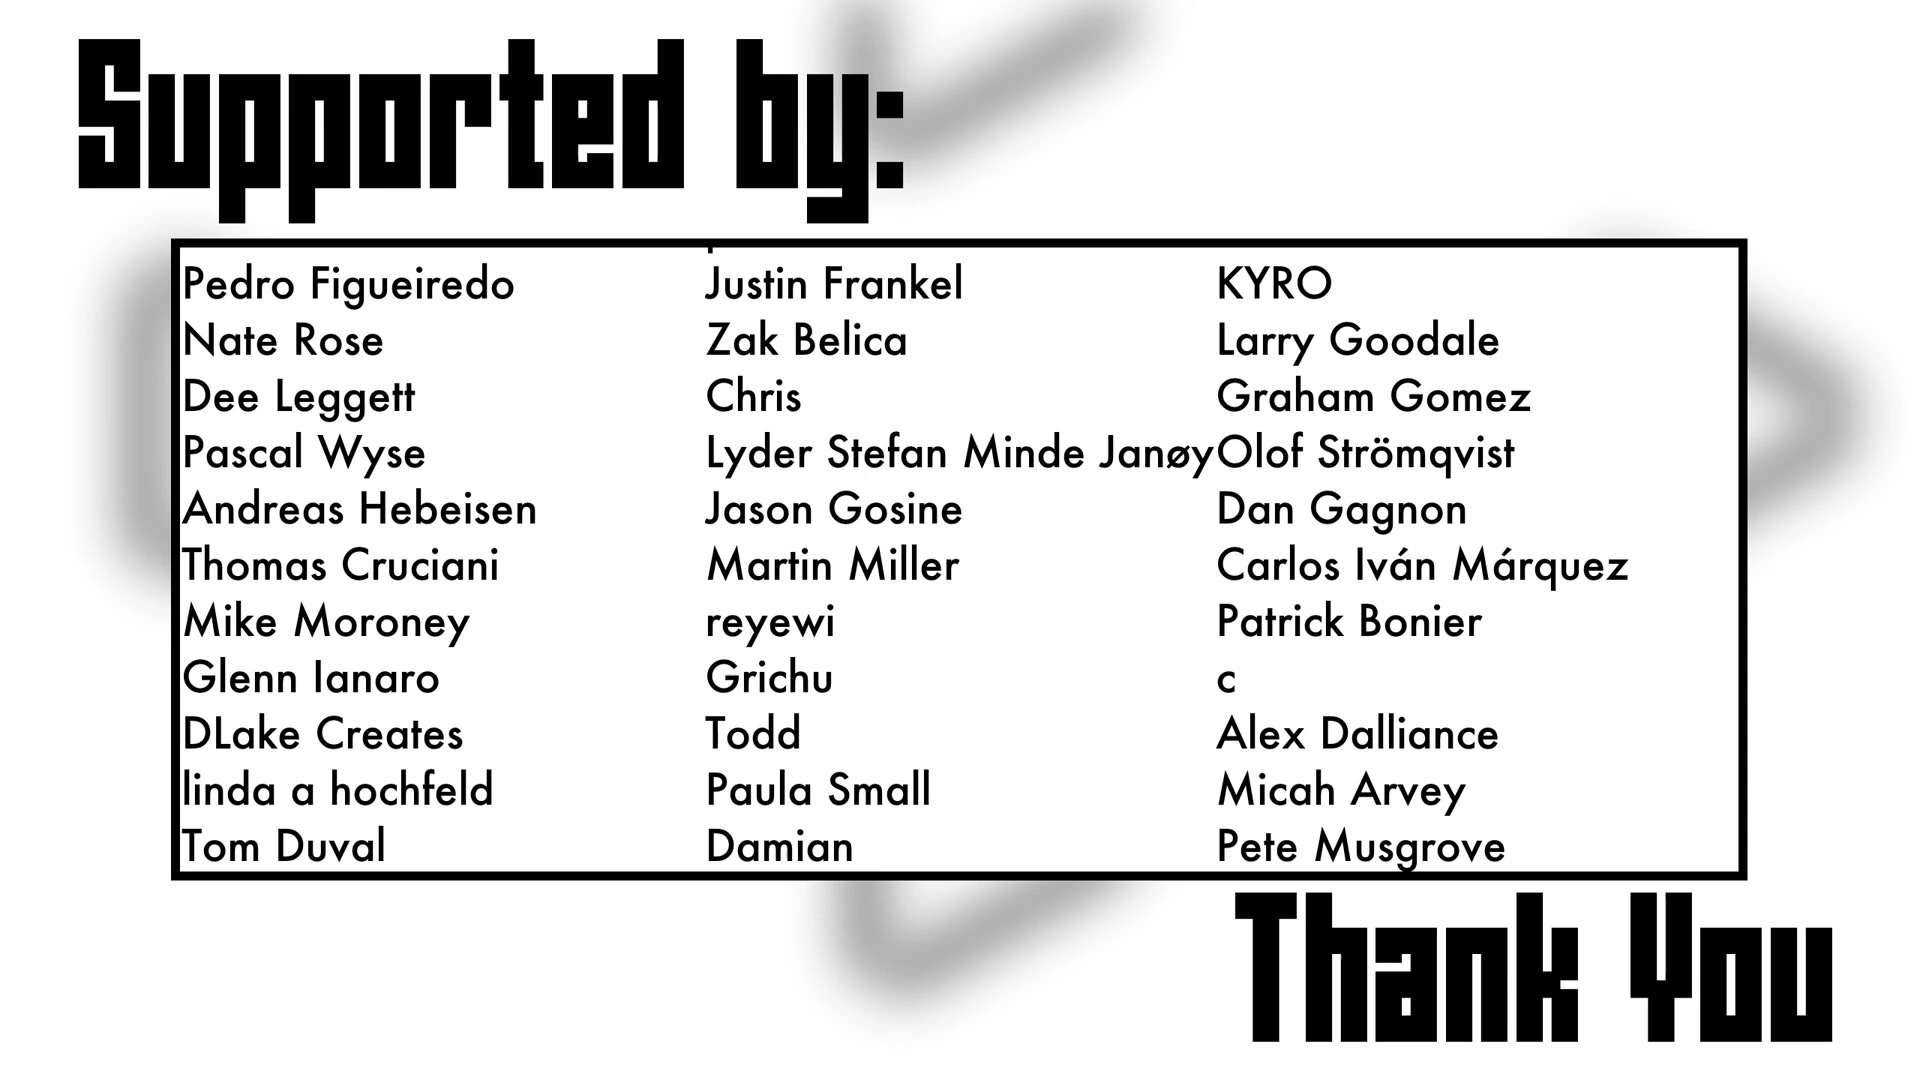 Supported by:
Pedro Figueiredo
Nate Rose
Dee Leggett
Pascal Wyse
Andreas Hebeisen
Thomas Cruciani
Mike Moroney
Glenn Ianaro
DLake Creates
linda a hochfeld
Tom Duval
Justin Frankel
Zak Belica
Chris
Lyder Stefan Minde Janøy
Jason Gosine
Martin Miller
reyewi
Grichu
Todd
Paula Small
Damian
KYRO
Larry Goodale
Graham Gomez
Olof Strömqvist
Dan Gagnon
Carlos Iván Márquez
Patrick Bonier
c
Alex Dalliance
Micah Arvey
Pete Musgrove
Thank You